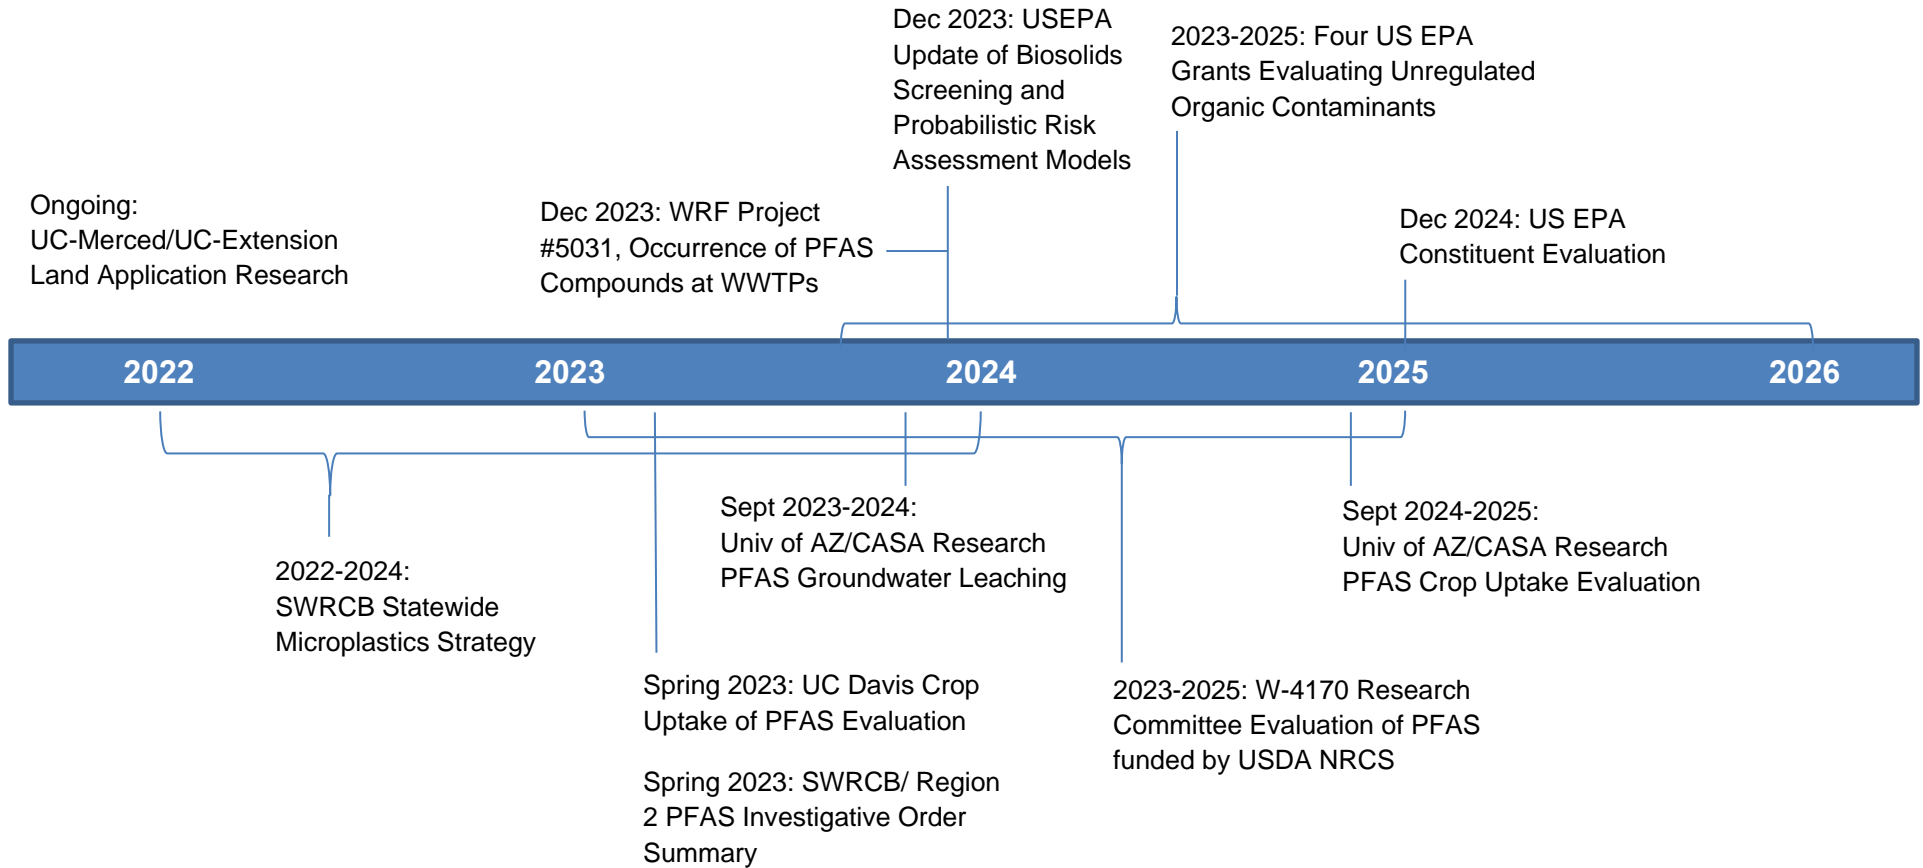 Dec 2023: USEPA
Update of Biosolids
Screening and
Probabilistic Risk
Assessment Models
2023-2025: Four US EPA
Grants Evaluating Unregulated
Organic Contaminants
Ongoing:
UC-Merced/UC-Extension
Land Application Research
Dec 2023: WRF Project
#5031, Occurrence of PFAS
Compounds at WWTPs
Dec 2024: US EPA
Constituent Evaluation
2022
2023
2024
2025
2026
2022-2024:
SWRCB Statewide
Microplastics Strategy
Sept 2023-2024:
Univ of AZ/CASA Research
PFAS Groundwater Leaching
Sept 2024-2025:
Univ of AZ/CASA Research
PFAS Crop Uptake Evaluation
Spring 2023: UC Davis Crop
Uptake of PFAS Evaluation
Spring 2023: SWRCB/ Region
2 PFAS Investigative Order
Summary
2023-2025: W-4170 Research
Committee Evaluation of PFAS
funded by USDA NRCS